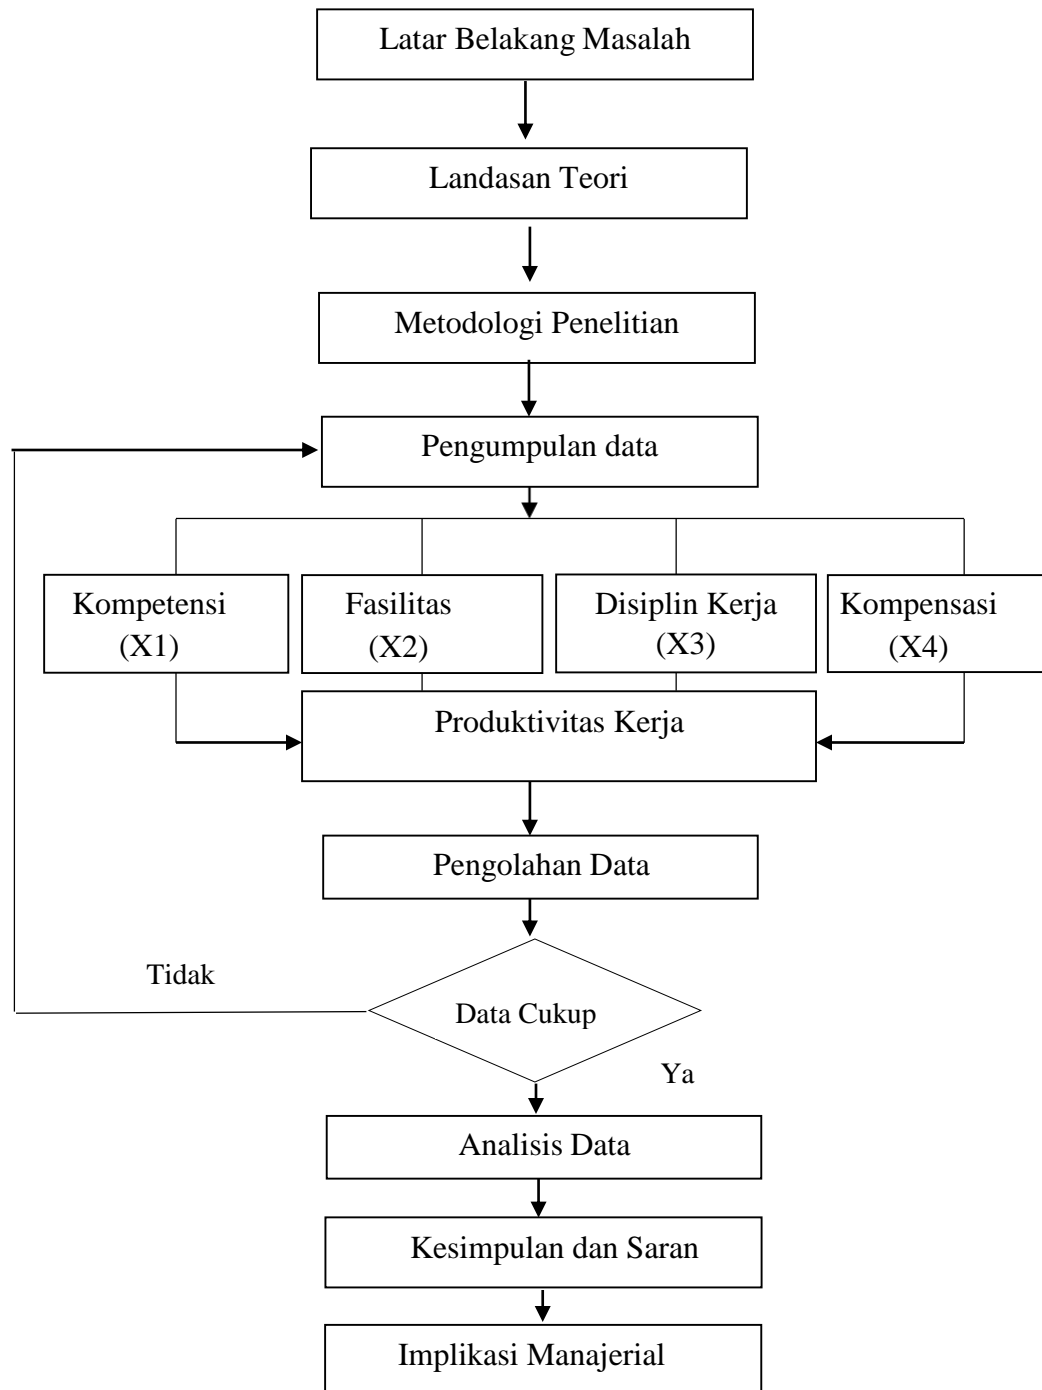 Latar Belakang Masalah
Landasan Teori
Metodologi Penelitian
Pengumpulan data
Kompetensi
(X1)
Fasilitas
(X2)
Disiplin Kerja
(X3)
Kompensasi
(X4)
Produktivitas Kerja
Pengolahan Data
Tidak
Data Cukup
Ya
Analisis Data
Kesimpulan dan Saran
Implikasi Manajerial